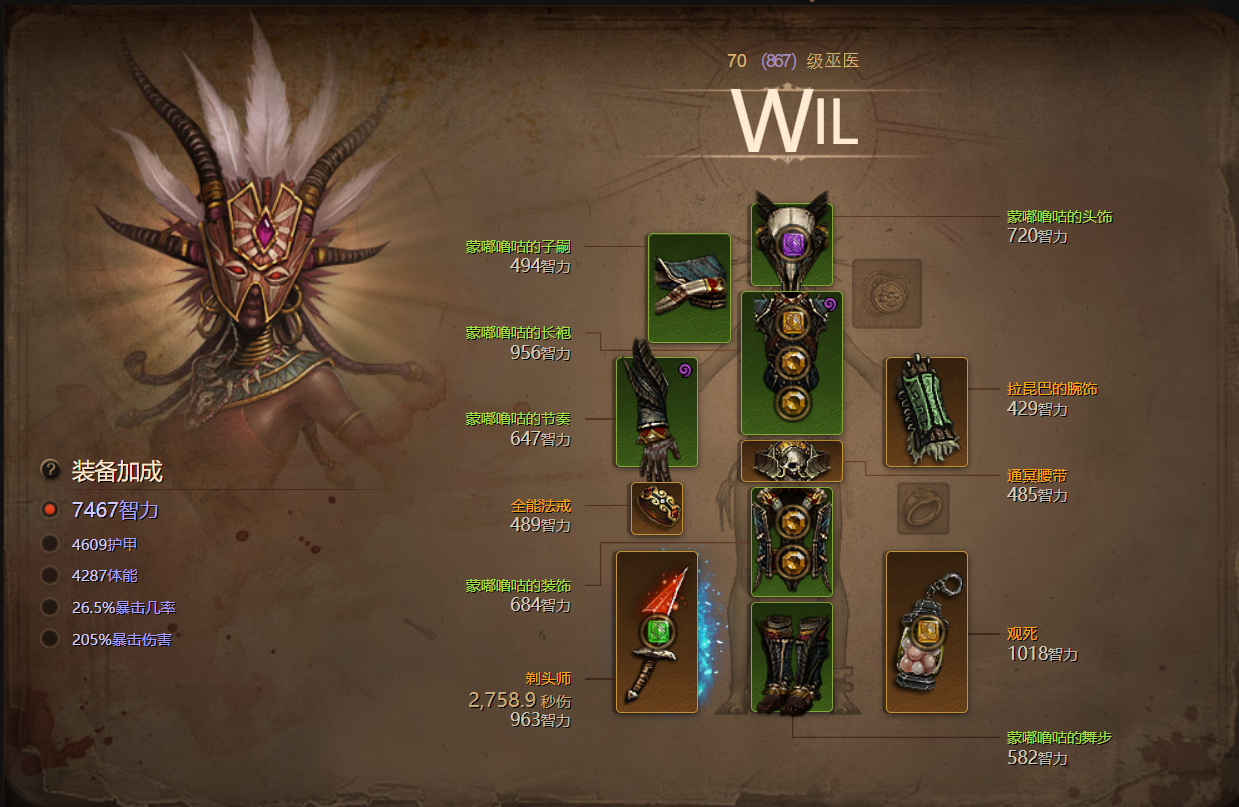 70 (867) 级巫医
WIL
蒙嘟噜咕的头饰
720智力
蒙嘟噜咕的子嗣
494智力
蒙嘟噜咕的长袍
956智力
拉昆巴的腕饰
429智力
蒙嘟噜咕的节奏
647智力
通冥腰带
485智力
全能法戒
489智力
蒙嘟噜咕的装饰
684智力
观死
1018智力
剃头师
2,758.9 秒伤
963智力
蒙嘟噜咕的舞步
582智力
? 装备加成
7467智力
4609护甲
4287体能
26.5%暴击几率
205%暴击伤害